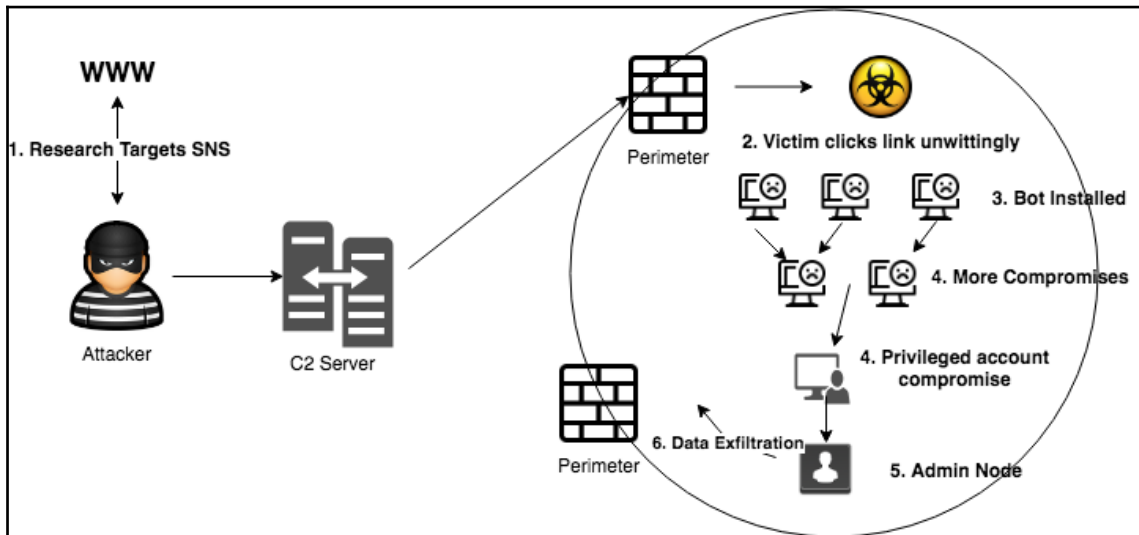 WWW
1. Research Targets SNS
Attacker
C2 Server
Perimeter
2. Victim clicks link unwittingly
3. Bot Installed
4. More Compromises
4. Privileged account
compromise
Perimeter
6. Data Exfiltration
5. Admin Node